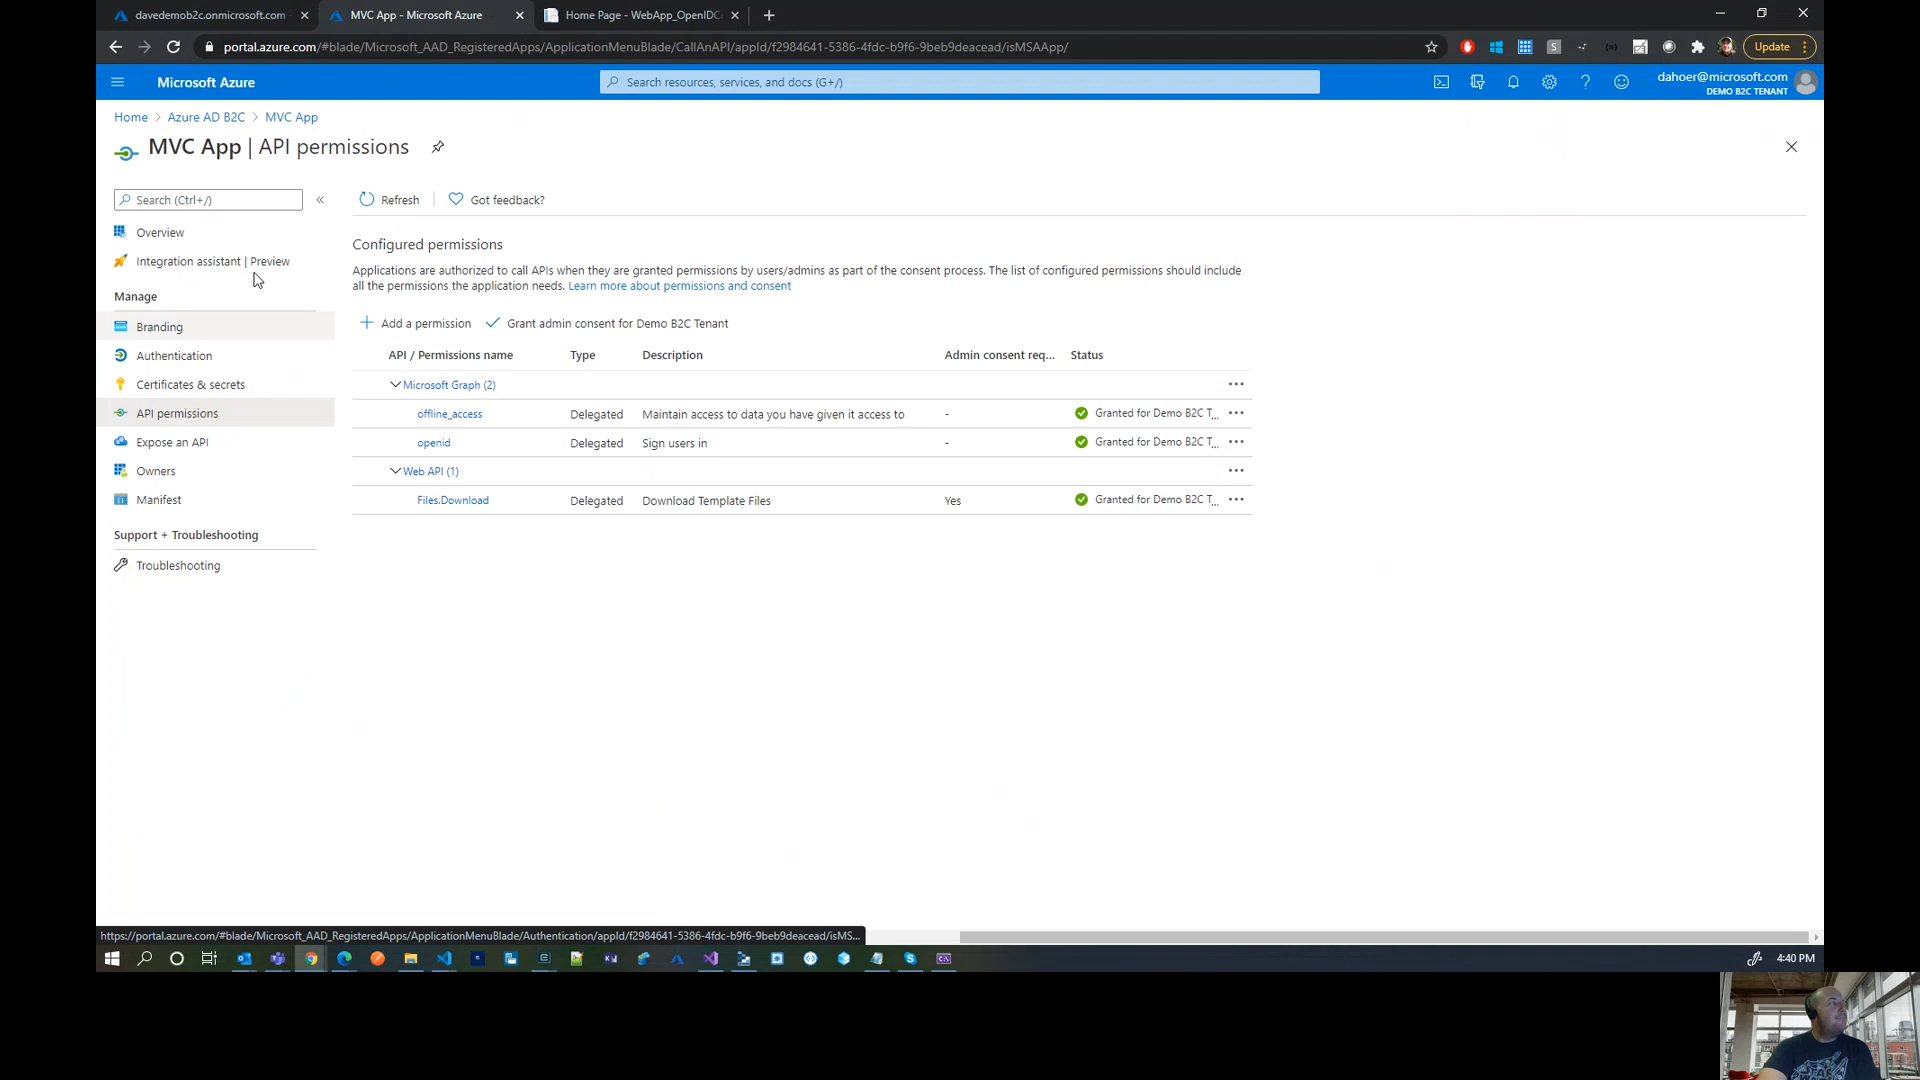 davedemob2c.onmicrosoft.com
MVC App - Microsoft Azure
Home Page - WebApp_OpenIDC
portal.azure.com/#blade/Microsoft_AAD_RegisteredApps/ApplicationMenuBlade/CallAnAPI/appId/f2984641-5386-4fdc-b9f6-9beb9deacead/isMSAApp/
Update
Microsoft Azure
Search resources, services, and docs (G+/)
dahoer@microsoft.com
DEMO B2C TENANT
Home > Azure AD B2C > MVC App
MVC App | API permissions
Search (Ctrl+/)
«
Refresh
Got feedback?
Overview
Integration assistant | Preview
Manage
Branding
Authentication
Certificates & secrets
API permissions
Expose an API
Owners
Manifest
Support + Troubleshooting
Troubleshooting
Configured permissions
Applications are authorized to call APIs when they are granted permissions by users/admins as part of the consent process. The list of configured permissions should include
all the permissions the application needs. Learn more about permissions and consent
Add a permission
Grant admin consent for Demo B2C Tenant
API / Permissions name Type Description Admin consent req... Status
Microsoft Graph (2) ...
offline_access Delegated Maintain access to data you have given it access to - Granted for Demo B2C T... ...
openid Delegated Sign users in - Granted for Demo B2C T... ...
Web API (1) ...
Files.Download Delegated Download Template Files Yes Granted for Demo B2C T... ...
https://portal.azure.com/#blade/Microsoft_AAD_RegisteredApps/ApplicationMenuBlade/Authentication/appId/f2984641-5386-4fdc-b9f6-9beb9deacead/isMS...
4:40 PM